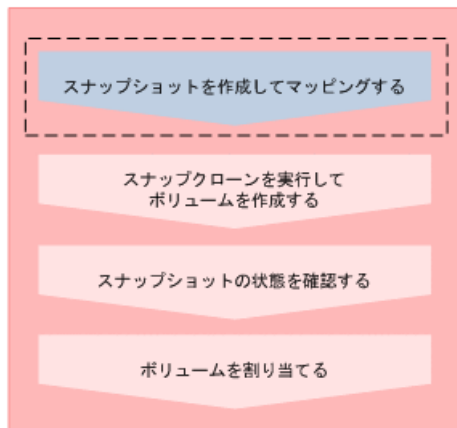 スナップショットを作成してマッピングする
スナップクローンを実行して
ボリュームを作成する
スナップショットの状態を確認する
ボリュームを割り当てる